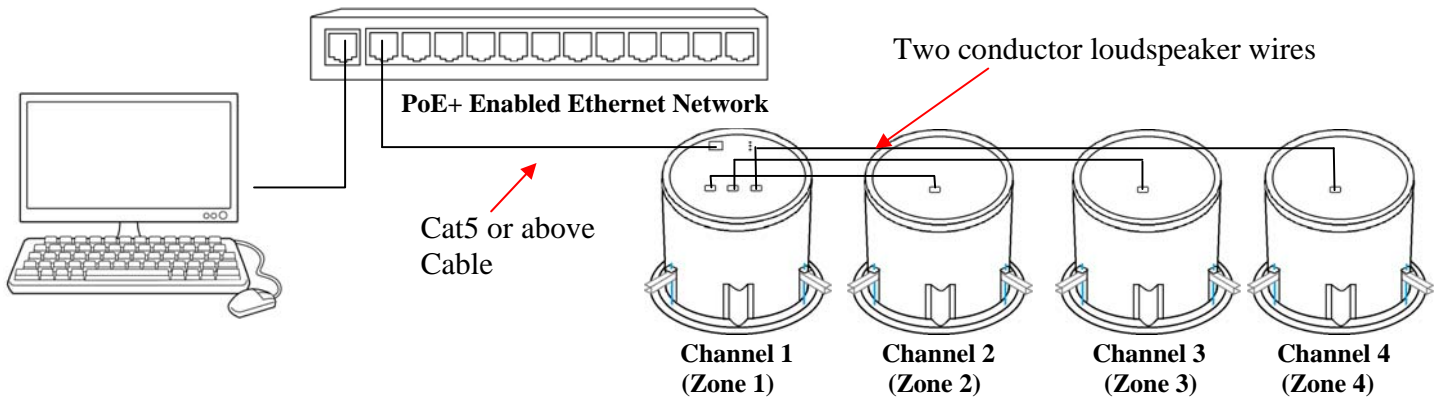 Two conductor loudspeaker wires
PoE+ Enabled Ethernet Network
Cat5 or above
Cable
Channel 1
(Zone 1)
Channel 2
(Zone 2)
Channel 3
(Zone 3)
Channel 4
(Zone 4)